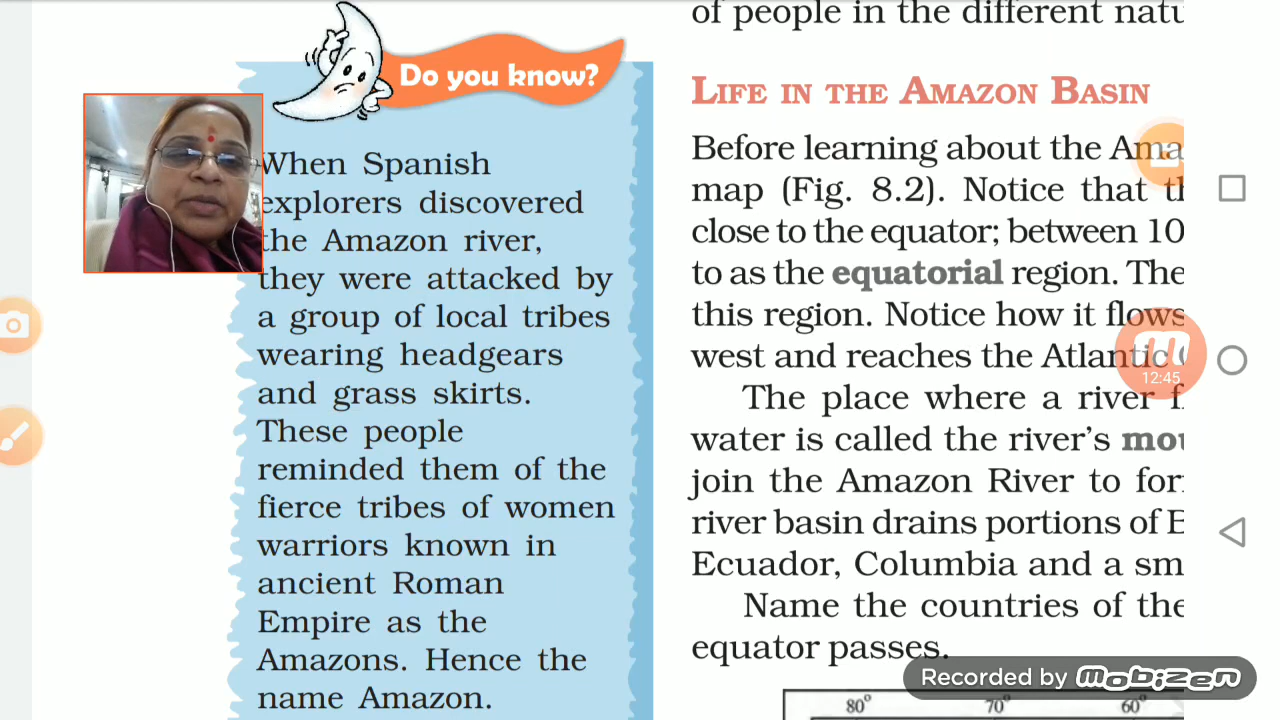 Do you know?
When Spanish
explorers discovered
the Amazon river,
they were attacked by
a group of local tribes
wearing headgears
and grass skirts.
These people
reminded them of the
fierce tribes of women
warriors known in
ancient Roman
Empire as the
Amazons. Hence the
name Amazon.
of people in the different natu
LIFE IN THE AMAZON BASIN
Before learning about the Ama
map (Fig. 8.2). Notice that th
close to the equator; between 10
to as the equatorial region. The
this region. Notice how it flows
west and reaches the Atlantic
The place where a river f
water is called the river's mou
join the Amazon River to for
river basin drains portions of B
Ecuador, Columbia and a sm
Name the countries of the
equator passes.
80° 70° 60°
12:45
Recorded by mobizen